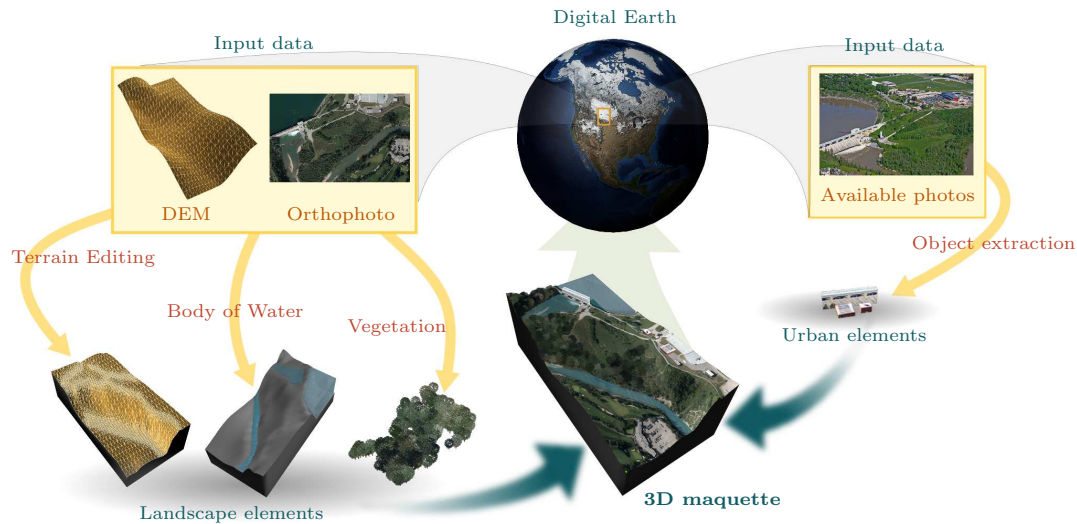 Digital Earth
Input data
Input data
DEM
Orthophoto
Available photos
Terrain Editing
Object extraction
Body of Water
Vegetation
Urban elements
3D maquette
Landscape elements